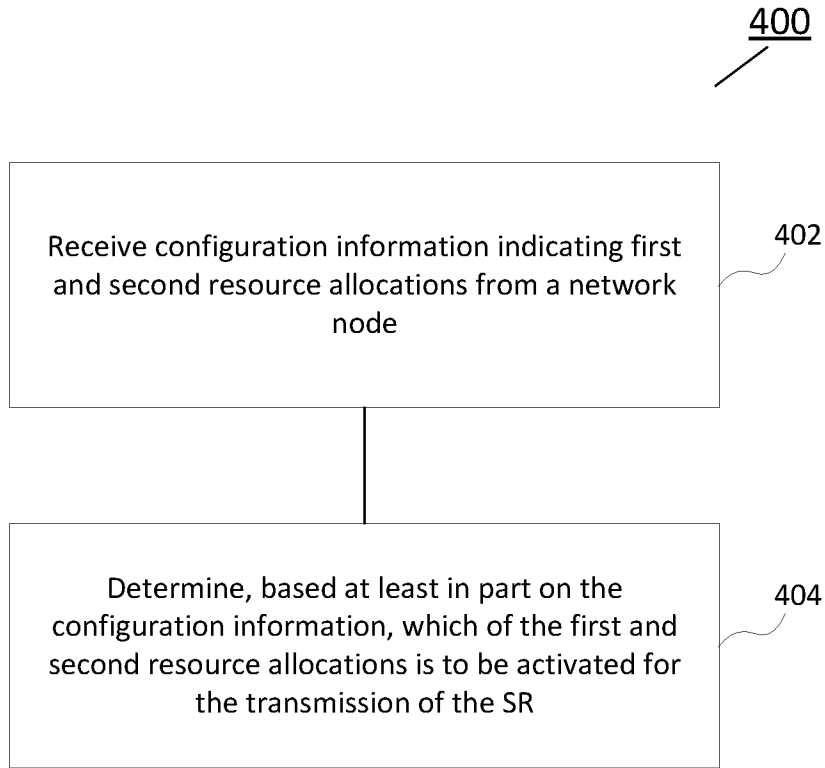 400
Receive configuration information indicating first
and second resource allocations from a network
node
402
Determine, based at least in part on the
configuration information, which of the first and
second resource allocations is to be activated for
the transmission of the SR
404